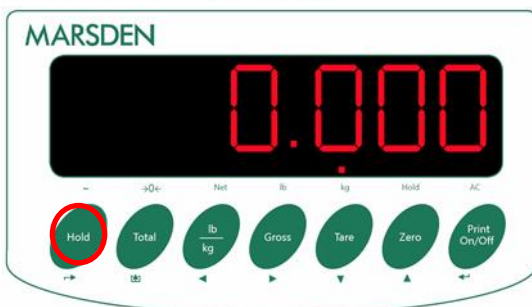 MARSDEN
0.000
~ →0← Net lb kg Hold AC
Hold Total lb/kg Gross Tare Zero Print On/Off